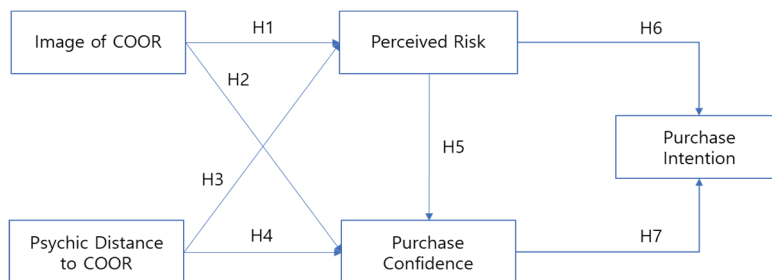 Image of COOR
H1
Perceived Risk
H6
H2
H5
Purchase
Intention
H3
Psychic Distance
to COOR
H4
Purchase
Confidence
H7